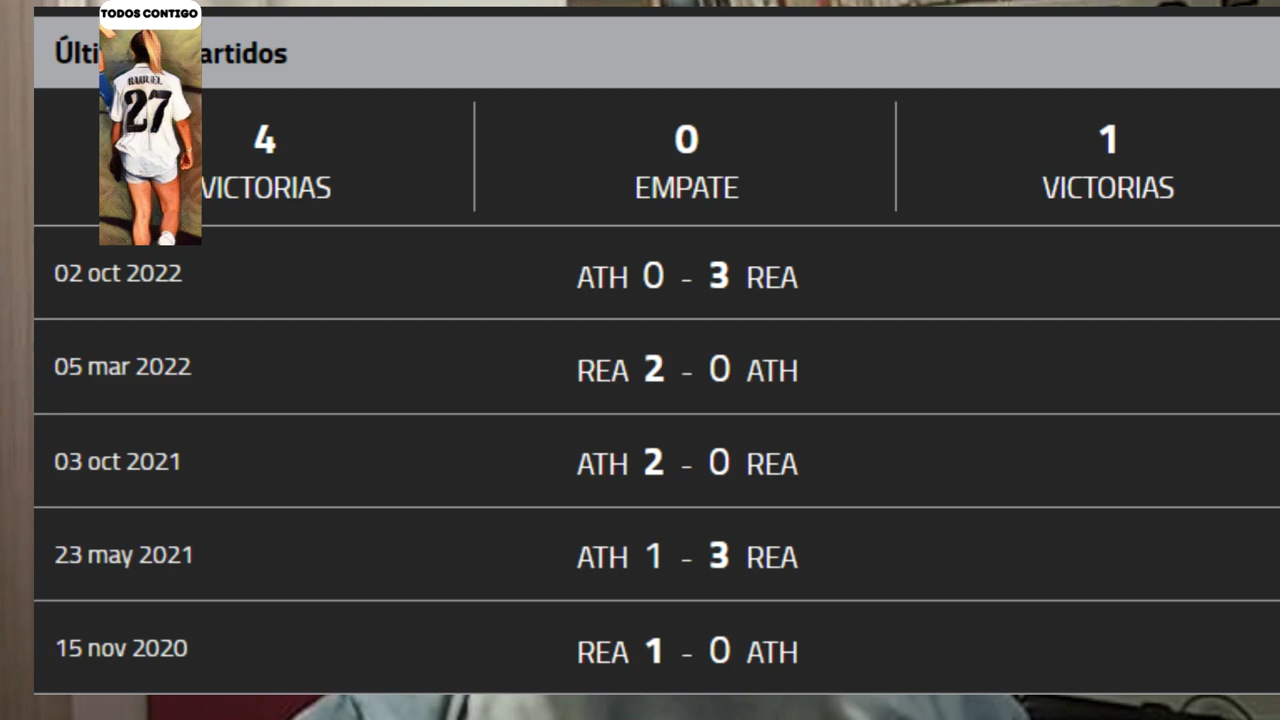 TODOS CONTIGO
Últi artidos
27
4 0 1
VICTORIAS EMPATE VICTORIAS
02 oct 2022 ATH 0 - 3 REA
05 mar 2022 REA 2 - 0 ATH
03 oct 2021 ATH 2 - 0 REA
23 may 2021 ATH 1 - 3 REA
15 nov 2020 REA 1 - 0 ATH